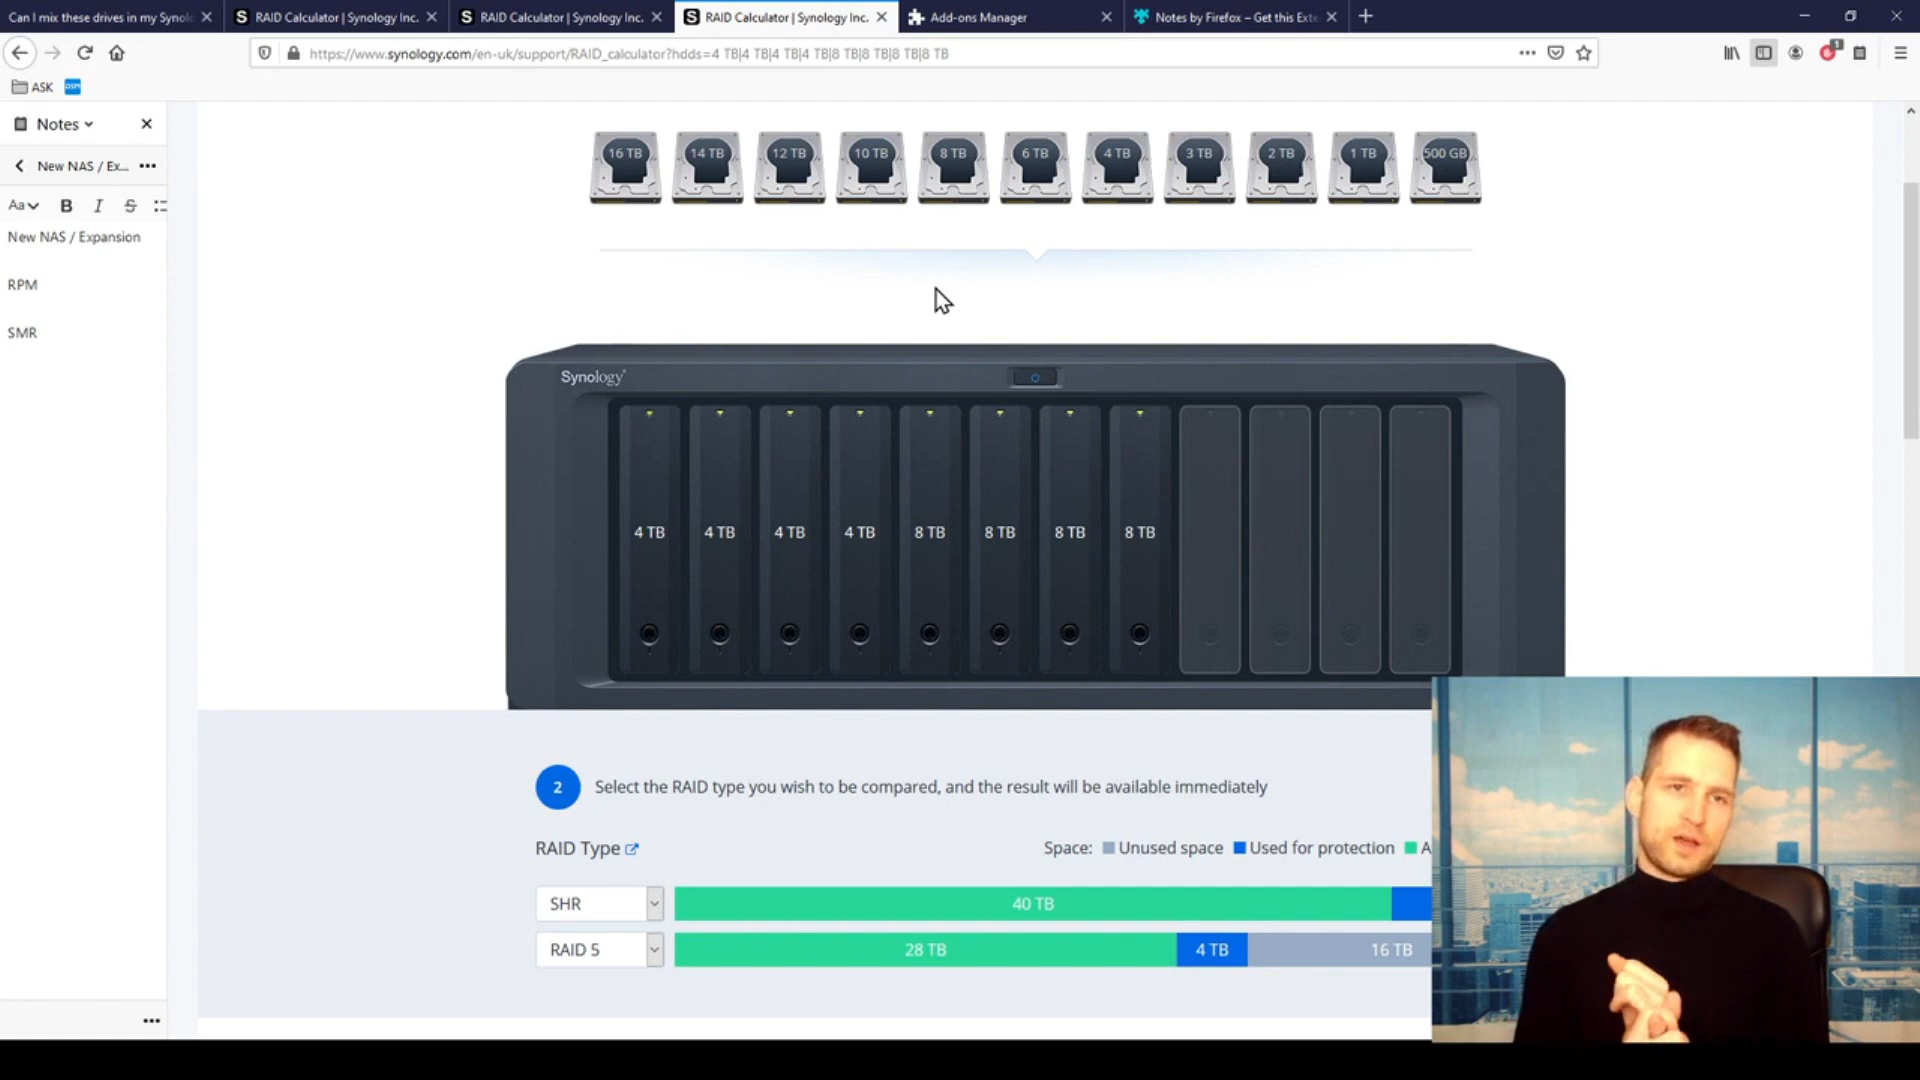 Can I mix these drives in my Synolo
RAID Calculator | Synology Inc.
RAID Calculator | Synology Inc.
RAID Calculator | Synology Inc.
Add-ons Manager
Notes by Firefox – Get this Exte
https://www.synology.com/en-uk/support/RAID_calculator?hdds=4 TB|4 TB|4 TB|4 TB|8 TB|8 TB|8 TB|8 TB
1
ASK
DSM
Notes
New NAS / Ex...
Aa B I S
New NAS / Expansion
RPM
SMR
16 TB 14 TB 12 TB 10 TB 8 TB 6 TB 4 TB 3 TB 2 TB 1 TB 500 GB
Synology
4 TB 4 TB 4 TB 4 TB 8 TB 8 TB 8 TB 8 TB
2 Select the RAID type you wish to be compared, and the result will be available immediately
RAID Type
Space: Unused space Used for protection A
SHR 40 TB
RAID 5 28 TB 4 TB 16 TB